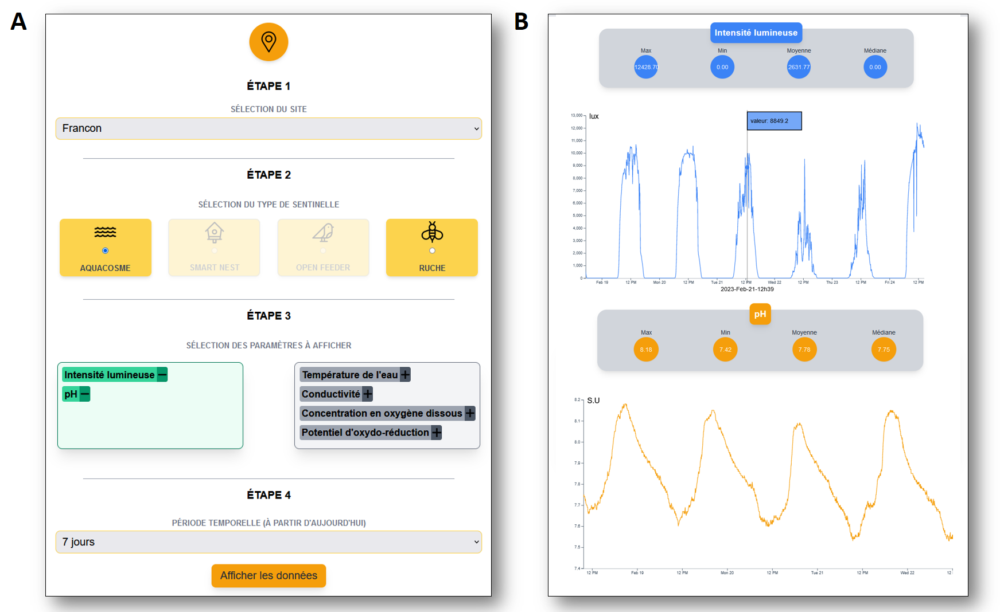 A
ÉTAPE 1
SÉLECTION DU SITE
Francon
ÉTAPE 2
SÉLECTION DU TYPE DE SENTINELLE
AQUACOSME
SMART NEST
OPEN FEEDER
RUCHE
ÉTAPE 3
SÉLECTION DES PARAMÈTRES À AFFICHER
Intensité lumineuse
pH
Température de l'eau
Conductivité
Concentration en oxygène dissous
Potentiel d'oxydo-réduction
ÉTAPE 4
PÉRIODE TEMPORELLE (À PARTIR D'AUJOURD'HUI)
7 jours
Afficher les données
B
Intensité lumineuse
Max Min Moyenne Médiane
12428.70 0.00 2631.77 0.00
lux
valeur: 8849.2
13,000
12,000
11,000
10,000
9,000
8,000
7,000
6,000
5,000
4,000
3,000
2,000
1,000
0
Feb 19 12 PM Mon 20 12 PM Tue 21 12 PM Wed 22 12 PM Thu 23 12 PM Fri 24 12 PM
2023-Feb-21-12h39
pH
Max Min Moyenne Médiane
8.18 7.42 7.78 7.75
S.U
8.2
8.1
8.0
7.9
7.8
7.7
7.6
7.5
7.4
12 PM Feb 19 12 PM Mon 20 12 PM Tue 21 12 PM Wed 22 12